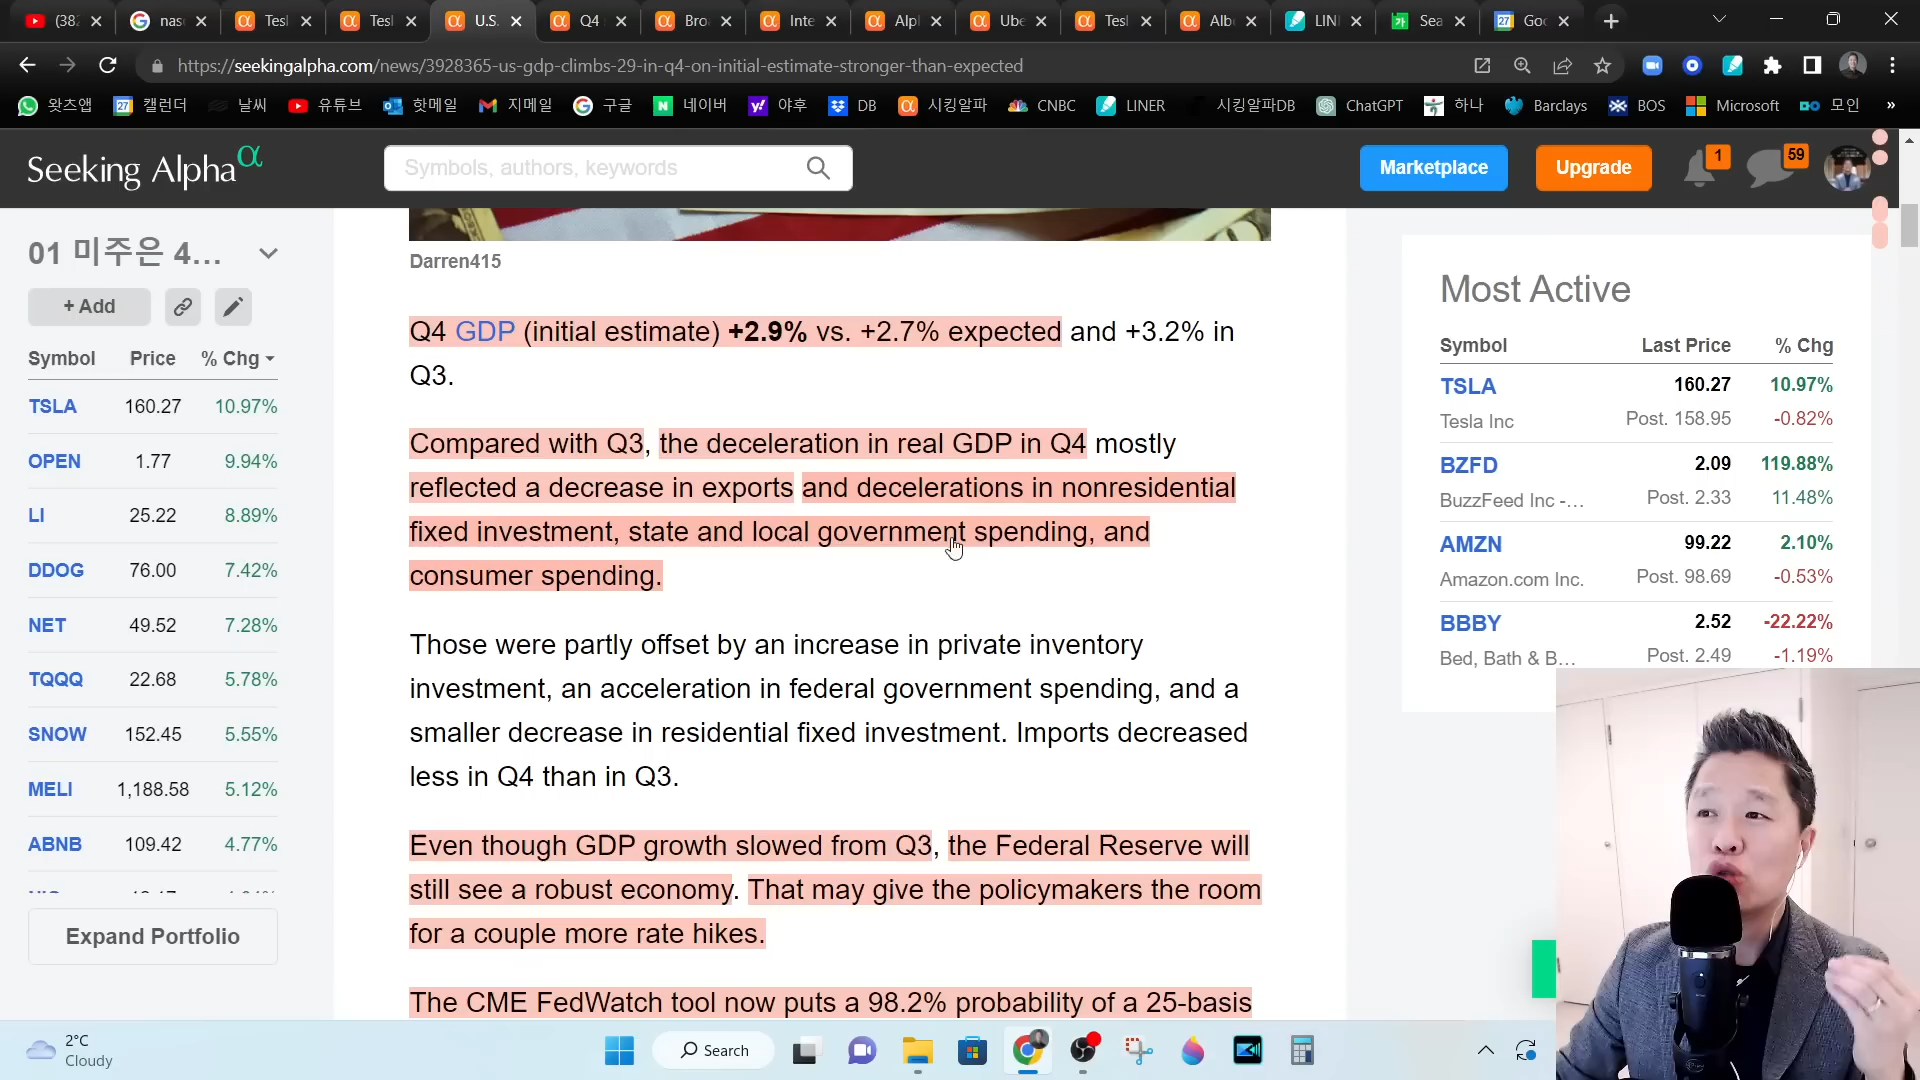 (382
nas
Tesl
Tesl
U.S.
Q4
Bro
Inte
Alpl
Ube
Tesl
Albe
LINI
Sea
Goo
https://seekingalpha.com/news/3928365-us-gdp-climbs-29-in-q4-on-initial-estimate-stronger-than-expected
왓츠앱
캘린더
날씨
유튜브
핫메일
지메일
구글
네이버
야후
DB
시킹알파
CNBC
LINER
시킹알파DB
ChatGPT
하나
Barclays
BOS
Microsoft
모인
»
Seeking Alpha α
Symbols, authors, keywords
Marketplace
Upgrade
1
59
01 미주은 4...
+ Add
Symbol Price % Chg
TSLA 160.27 10.97%
OPEN 1.77 9.94%
LI 25.22 8.89%
DDOG 76.00 7.42%
NET 49.52 7.28%
TQQQ 22.68 5.78%
SNOW 152.45 5.55%
MELI 1,188.58 5.12%
ABNB 109.42 4.77%
Expand Portfolio
Darren415
Q4 GDP (initial estimate) +2.9% vs. +2.7% expected and +3.2% in
Q3.
Compared with Q3, the deceleration in real GDP in Q4 mostly
reflected a decrease in exports and decelerations in nonresidential
fixed investment, state and local government spending, and
consumer spending.
Those were partly offset by an increase in private inventory
investment, an acceleration in federal government spending, and a
smaller decrease in residential fixed investment. Imports decreased
less in Q4 than in Q3.
Even though GDP growth slowed from Q3, the Federal Reserve will
still see a robust economy. That may give the policymakers the room
for a couple more rate hikes.
The CME FedWatch tool now puts a 98.2% probability of a 25-basis
Most Active
Symbol Last Price % Chg
TSLA 160.27 10.97%
Tesla Inc Post. 158.95 -0.82%
BZFD 2.09 119.88%
BuzzFeed Inc -... Post. 2.33 11.48%
AMZN 99.22 2.10%
Amazon.com Inc. Post. 98.69 -0.53%
BBBY 2.52 -22.22%
Bed, Bath & B... Post. 2.49 -1.19%
2°C
Cloudy
Search